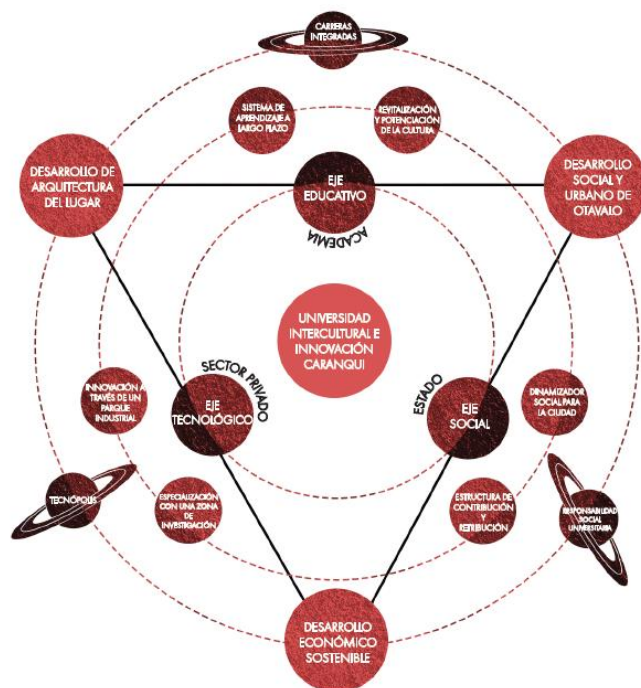 CARRERAS
INTEGRADAS
SISTEMA DE
APRENDIZAJE A
LARGO PLAZO
REVITALIZACIÓN
Y POTENCIACIÓN
DE LA CULTURA
DESARROLLO DE
ARQUITECTURA
DEL LUGAR
EJE
EDUCATIVO
ACADEMIA
DESARROLLO
SOCIAL Y
URBANO DE
OTAVALO
UNIVERSIDAD
INTERCULTURAL E
INNOVACIÓN
CARANQUI
INNOVACIÓN A
TRAVÉS DE UN
PARQUE
INDUSTRIAL
SECTOR PRIVADO
EJE
TECNOLÓGICO
ESTADO
EJE
SOCIAL
DINAMIZADOR
SOCIAL PARA
LA CIUDAD
TECNÓPOLIS
ESPECIALIZACIÓN
CON UNA ZONA
DE
INVESTIGACIÓN
ESTRUCTURA DE
CONTRIBUCIÓN
Y
RETRIBUCIÓN
RESPONSABILIDAD
SOCIAL
UNIVERSITARIA
DESARROLLO
ECONÓMICO
SOSTENIBLE